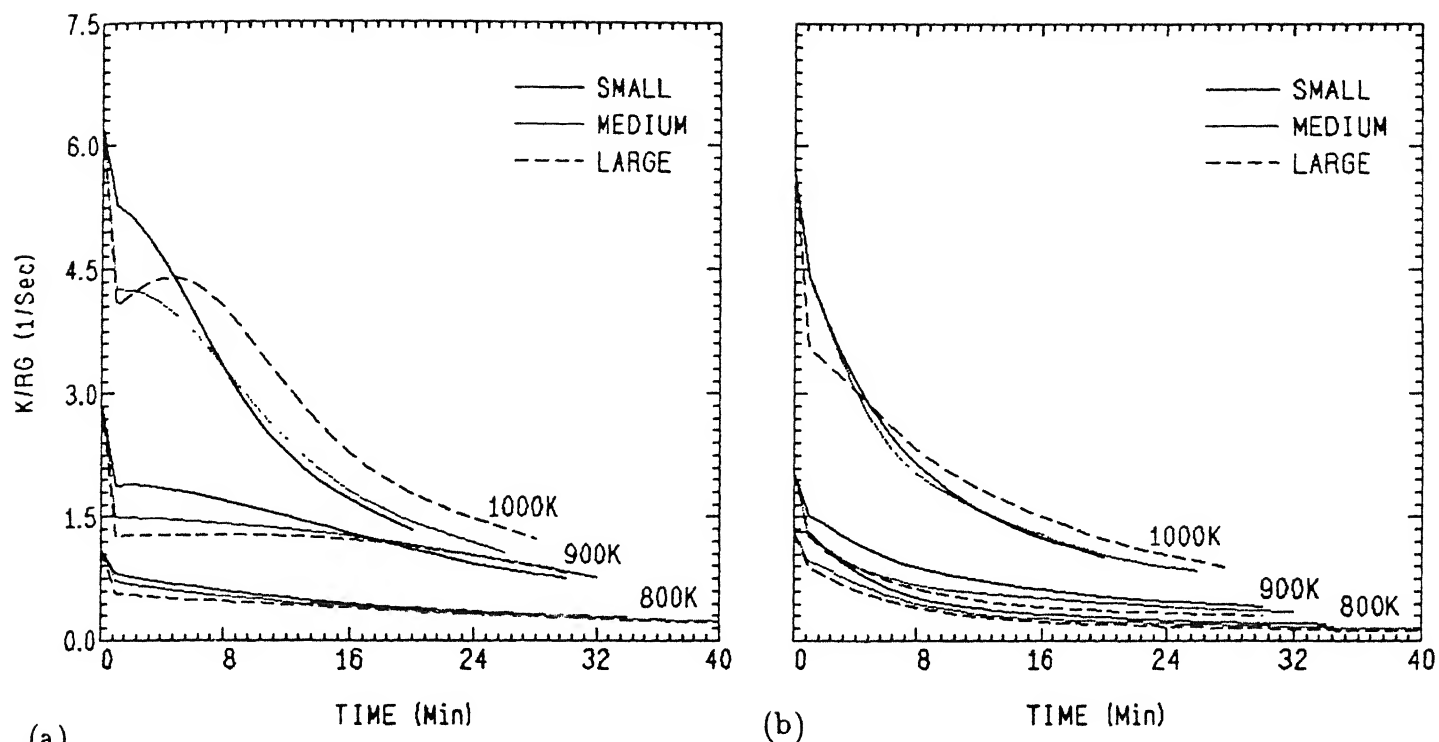 7.5
6.0
4.5
3.0
1.5
0.0
K/RG (1/Sec)
SMALL
MEDIUM
LARGE
1000K
900K
800K
0 8 16 24 32 40
TIME (Min)
(a)
SMALL
MEDIUM
LARGE
1000K
900K
800K
0 8 16 24 32 40
TIME (Min)
(b)